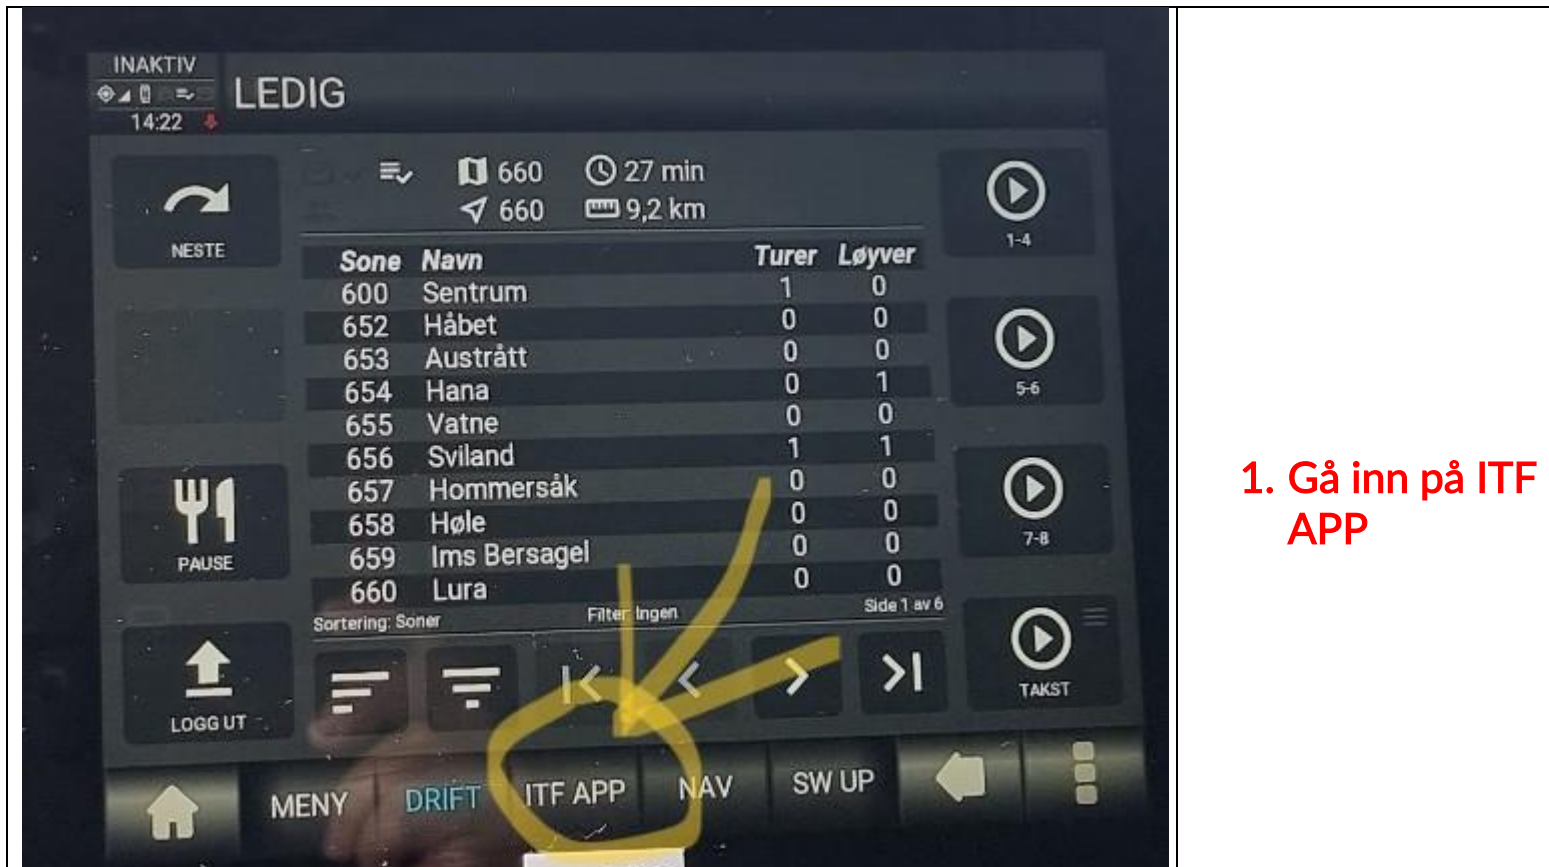 INAKTIV
LEDIG
14:22
660 27 min
660 9,2 km
NESTE
1-4
Sone Navn Turer Løyver
600 Sentrum 1 0
652 Håbet 0 0
653 Austrått 0 0
654 Hana 0 1
655 Vatne 0 0
656 Sviland 1 1
657 Hommersåk 0 0
658 Høle 0 0
659 Ims Bersagel 0 0
660 Lura 0 0
Sortering: Soner Filter: Ingen Side 1 av 6
5-6
PAUSE
7-8
LOGG UT
TAKST
MENY DRIFT ITF APP NAV SW UP
1. Gå inn på ITF
APP